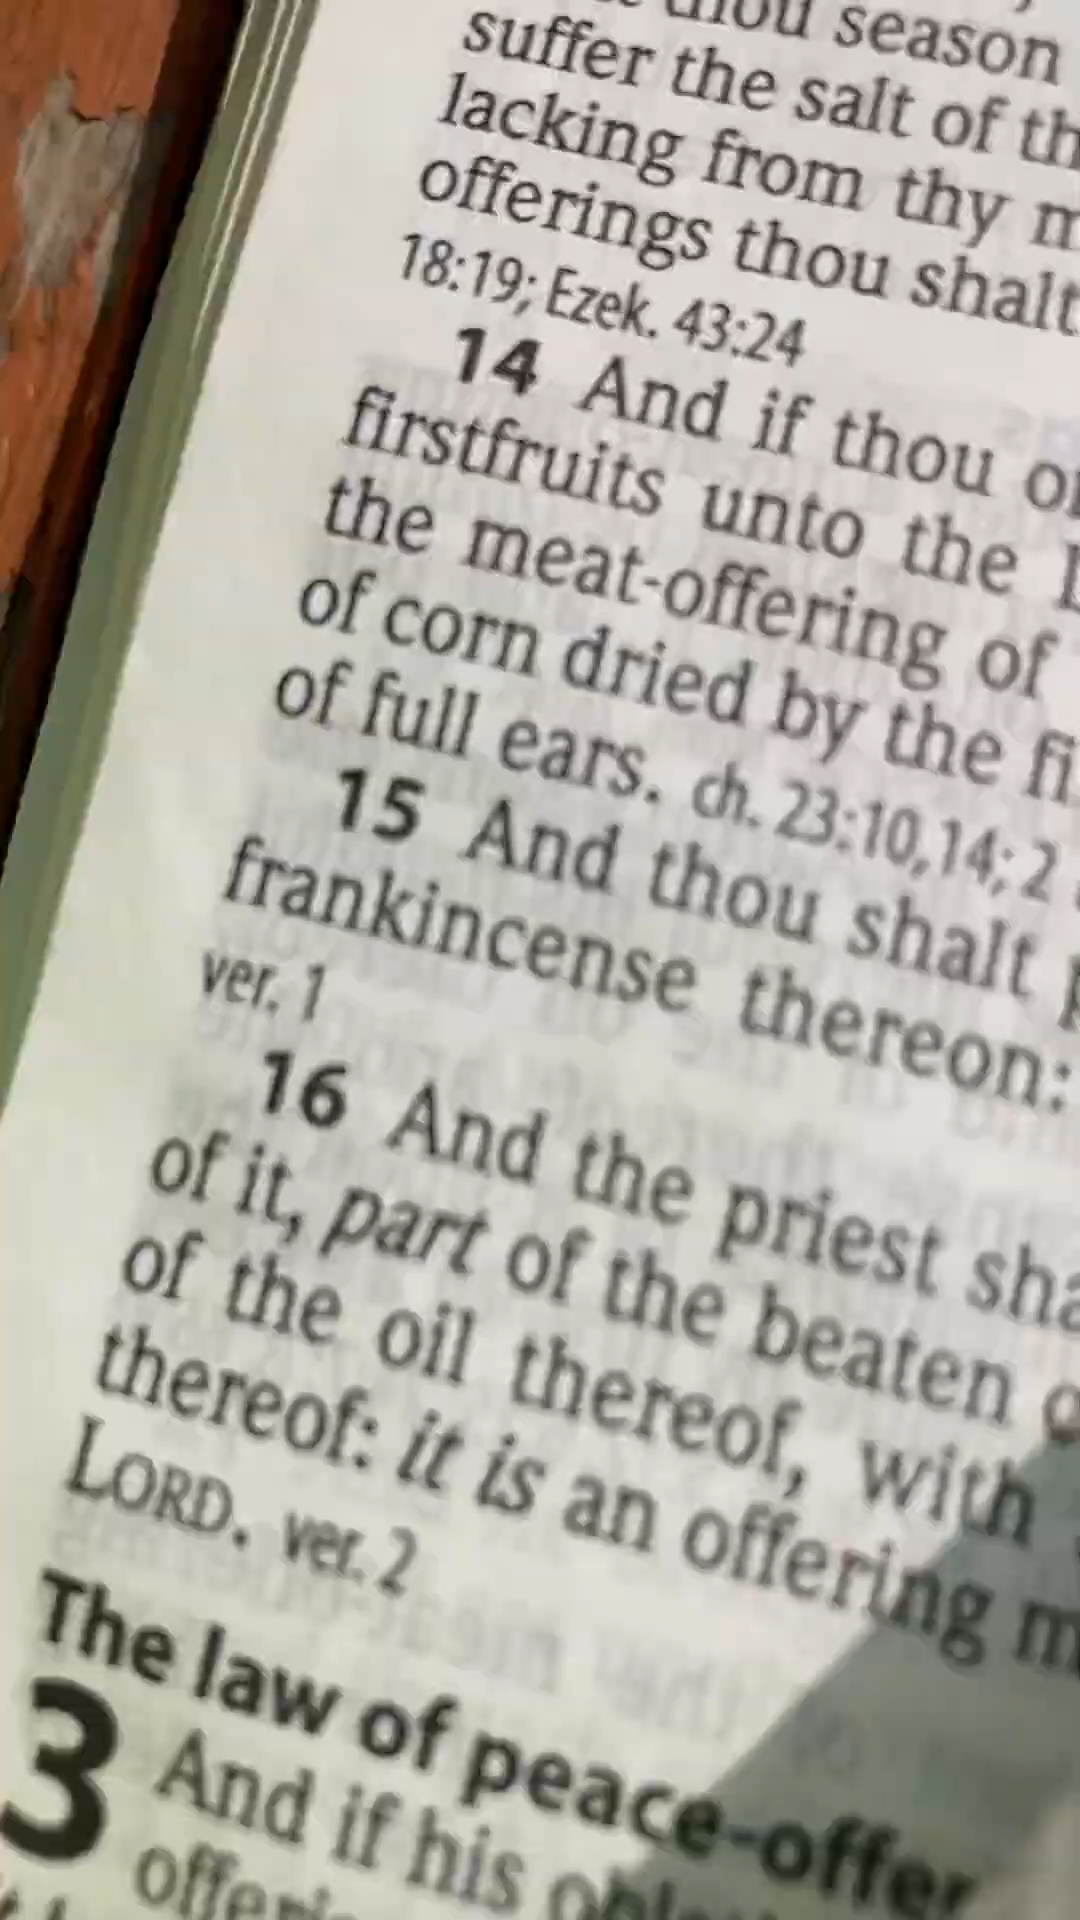 thou season
suffer the salt of
lacking from thy
offerings thou shalt
18:19; Ezek. 43:24
14 And if thou
firstfruits unto the
the meat-offering of
of corn dried by the
of full ears. ch. 23:10,14; 2
15 And thou shalt
frankincense thereon:
ver. 1
16 And the priest
of it, part of the beaten
of the oil thereof, with
thereof: it is an offering
LORD. ver. 2
The law of peace-offer
3 And if his